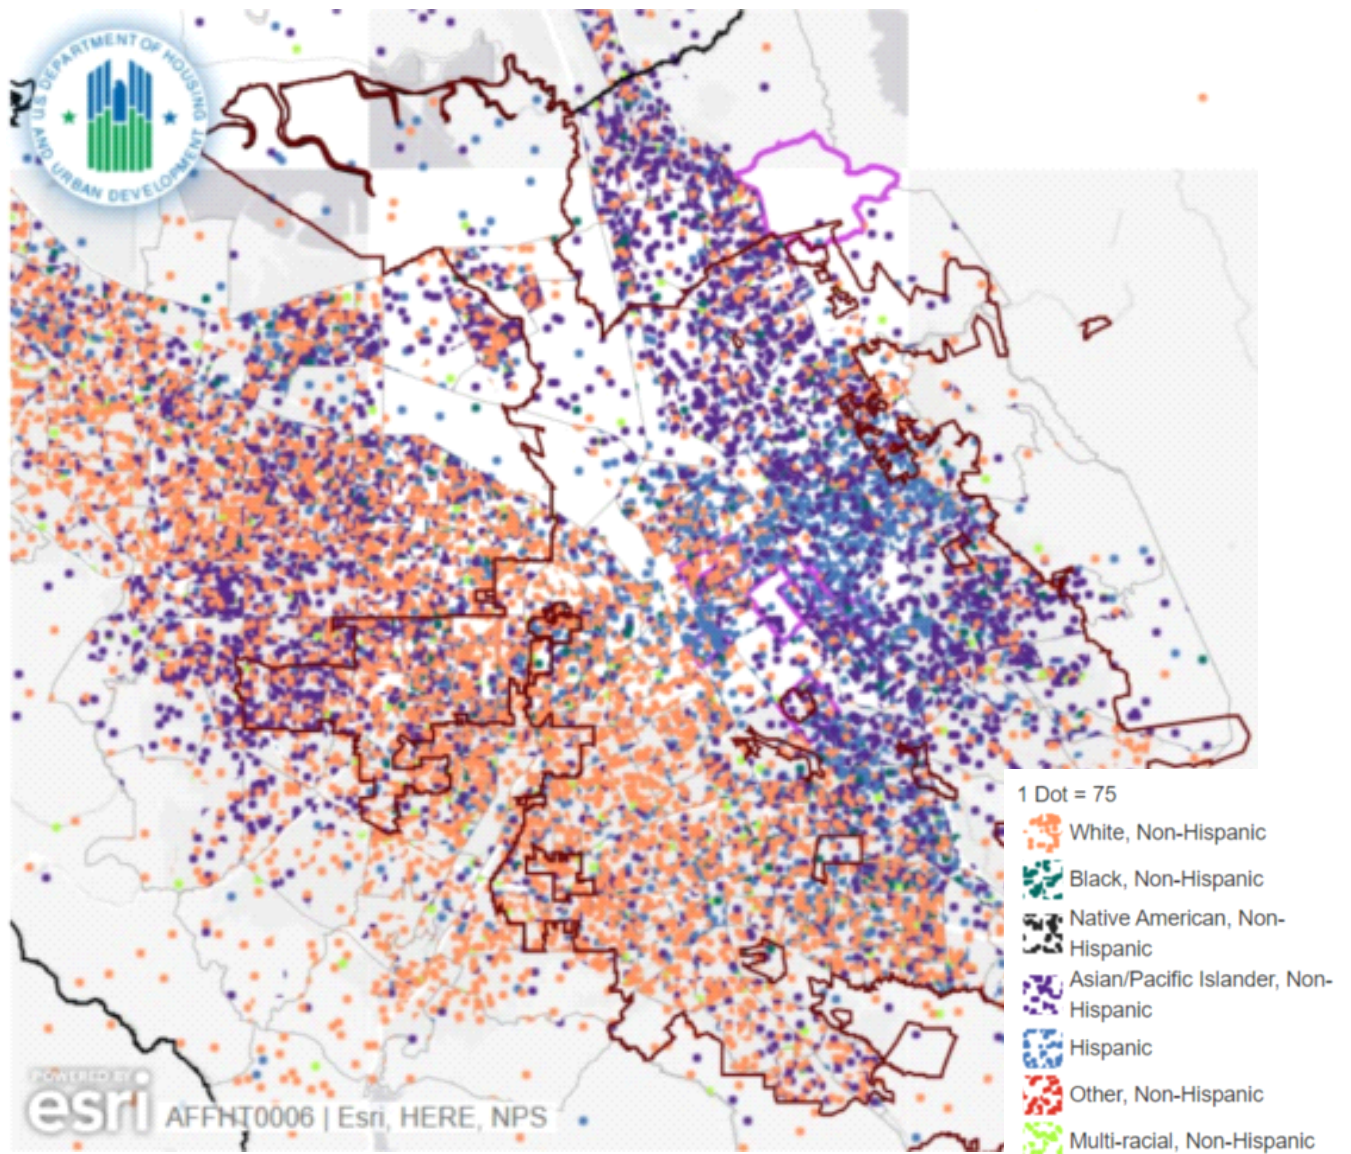 U.S. DEPARTMENT OF HOUSING
AND URBAN DEVELOPMENT
1 Dot = 75
White, Non-Hispanic
Black, Non-Hispanic
Native American, Non-
Hispanic
Asian/Pacific Islander, Non-
Hispanic
Hispanic
Other, Non-Hispanic
Multi-racial, Non-Hispanic
POWERED BY
esri
AFFHT0006 | Esri, HERE, NPS